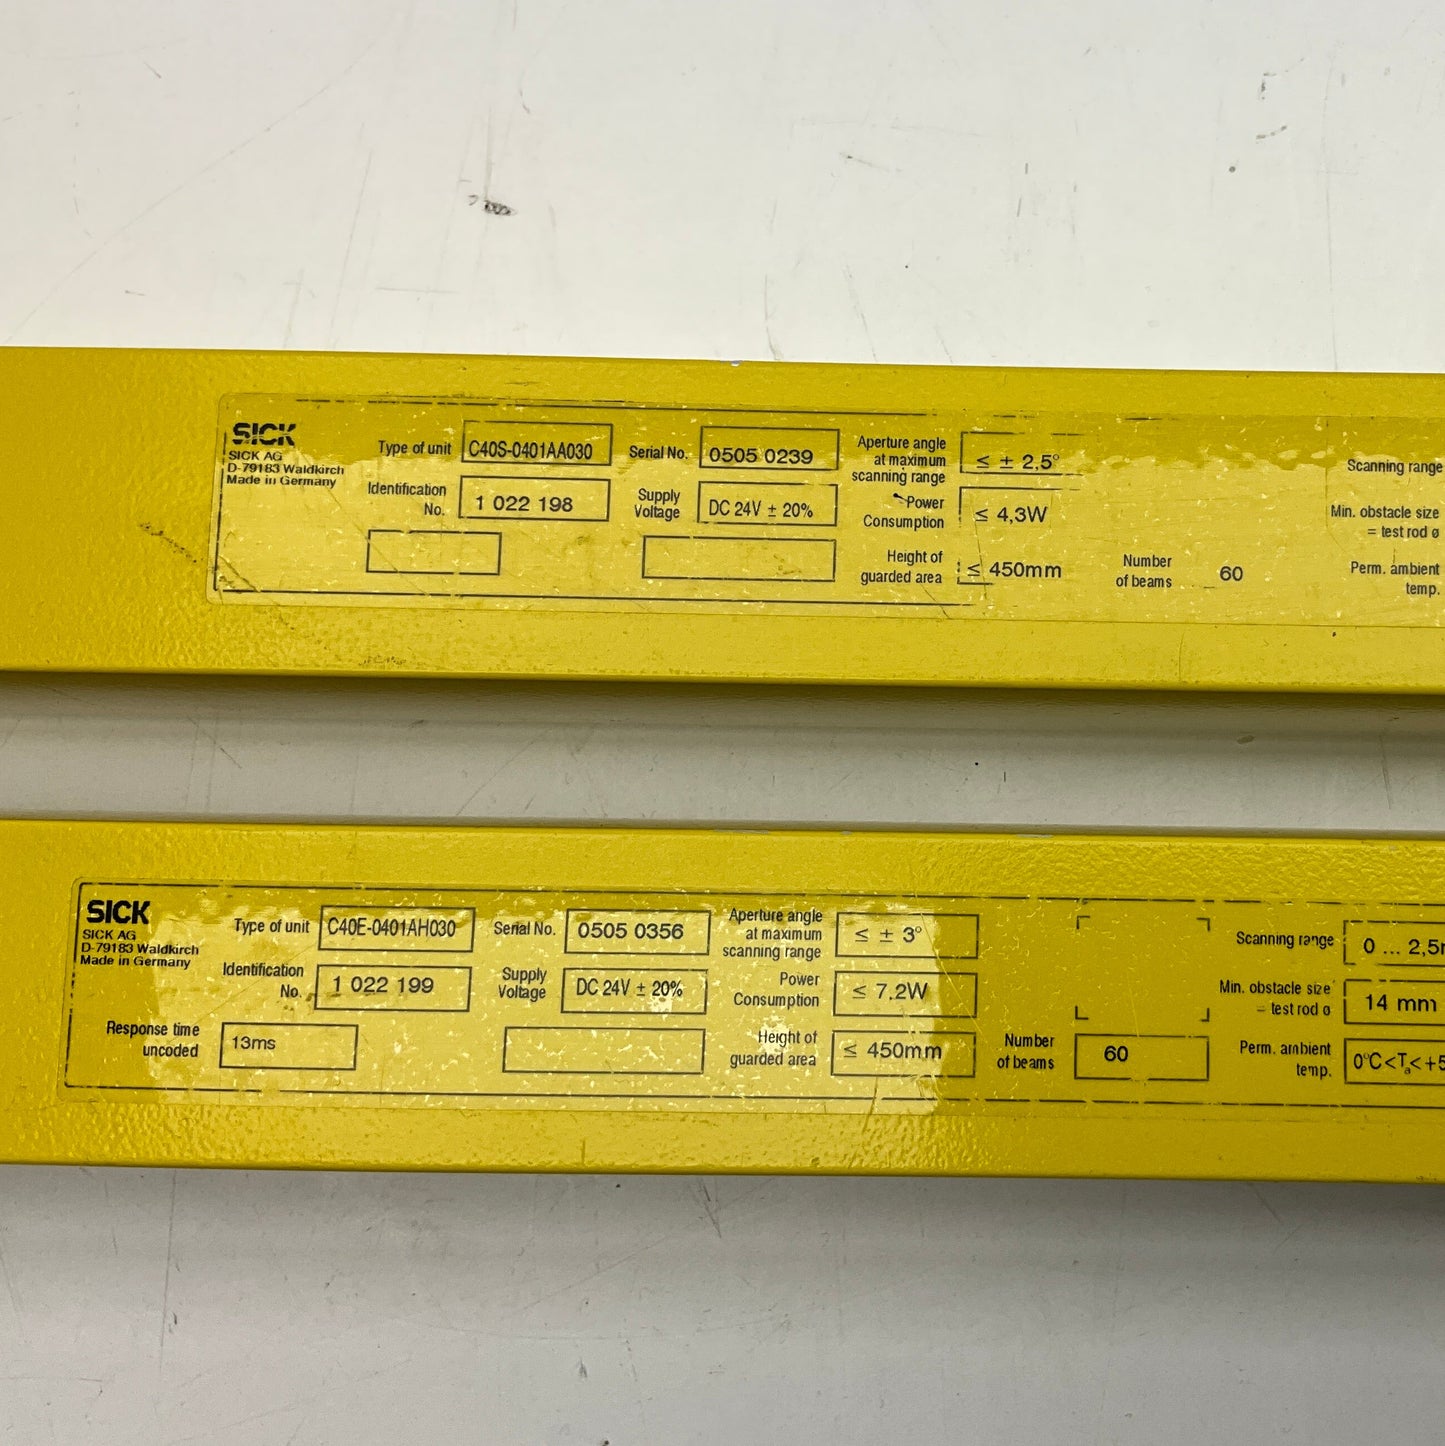 SICK
SICK AG
D-79183 Waldkirch
Made in Germany
Type of unit C40S-0401AA030
Identification No. 1 022 198
Serial No. 0505 0239
Supply Voltage DC 24V ± 20%
Aperture angle at maximum scanning range ≤ ± 2,5°
Power Consumption ≤ 4,3W
Height of guarded area ≤ 450mm
Number of beams 60
Scanning range
Min. obstacle size = test rod ø
Perm. ambient temp.
SICK
SICK AG
D-79183 Waldkirch
Made in Germany
Type of unit C40E-0401AH030
Identification No. 1 022 199
Response time uncoded 13ms
Serial No. 0505 0356
Supply Voltage DC 24V ± 20%
Aperture angle at maximum scanning range ≤ ± 3°
Power Consumption ≤ 7.2W
Height of guarded area ≤ 450mm
Number of beams 60
Scanning range 0 ... 2,5
Min. obstacle size = test rod ø 14 mm
Perm. ambient temp. 0°C<Ta<+5